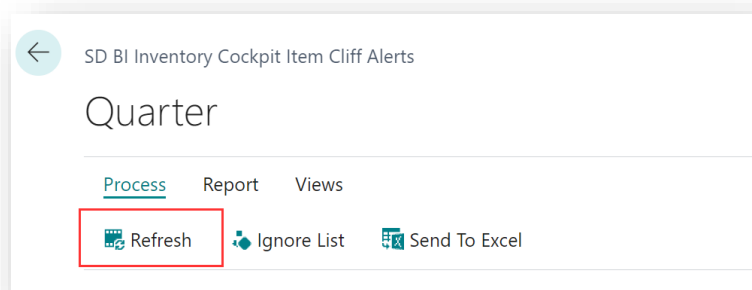 SD BI Inventory Cockpit Item Cliff Alerts
Quarter
Process Report Views
Refresh Ignore List Send To Excel